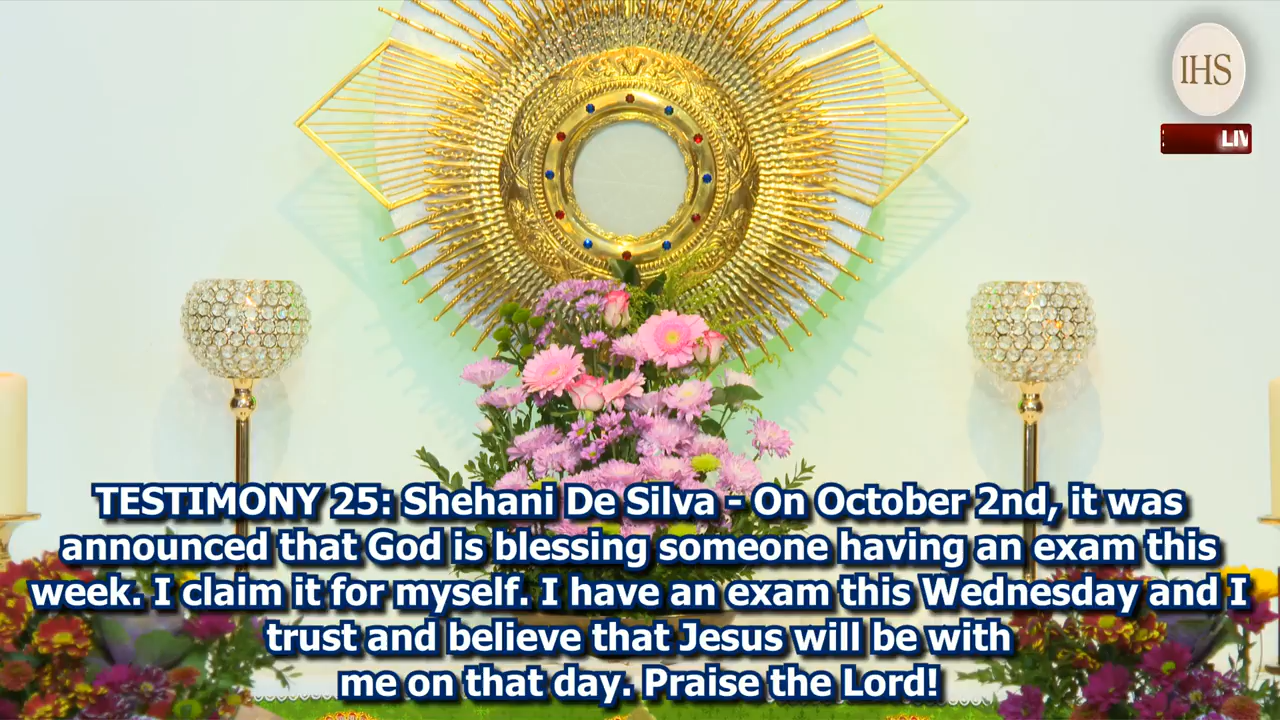 IHS
LIV
TESTIMONY 25: Shehani De Silva - On October 2nd, it was
announced that God is blessing someone having an exam this
week. I claim it for myself. I have an exam this Wednesday and I
trust and believe that Jesus will be with
me on that day. Praise the Lord!